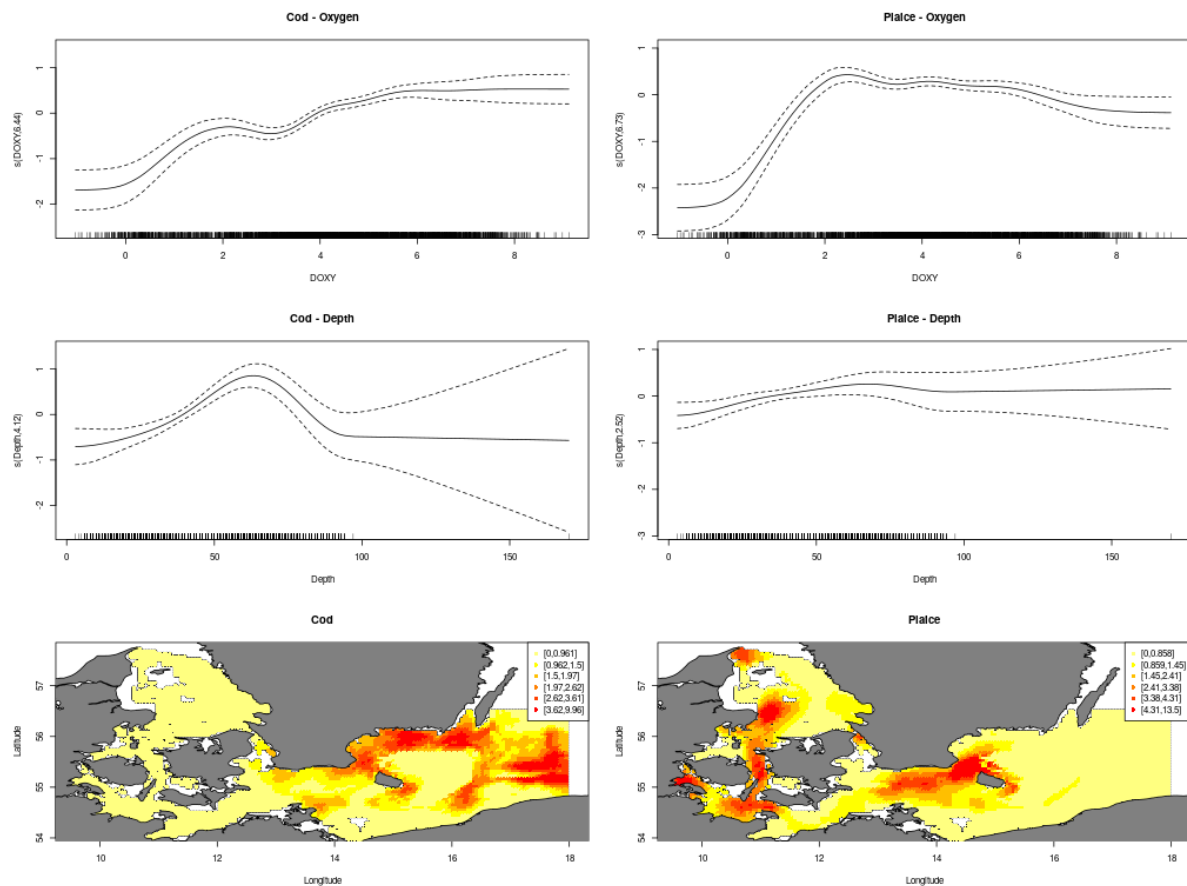 Cod - Oxygen
s(DOXY,6.44)
1
0
-1
-2
0 2 4 6 8
DOXY
Plaice - Oxygen
s(DOXY,6.73)
1
0
-1
-2
-3
0 2 4 6 8
DOXY
Cod - Depth
s(Depth,4.12)
1
0
-1
-2
0 50 100 150
Depth
Plaice - Depth
s(Depth,2.52)
1
0
-1
-2
-3
0 50 100 150
Depth
Cod
[0,0.961]
(0.962,1.5]
(1.5,1.97]
(1.97,2.62]
(2.62,3.61]
(3.62,9.96]
Latitude
57
56
55
54
10 12 14 16 18
Longitude
Plaice
[0,0.858]
(0.859,1.45]
(1.45,2.41]
(2.41,3.38]
(3.38,4.31]
(4.31,13.5]
Latitude
57
56
55
54
10 12 14 16 18
Longitude